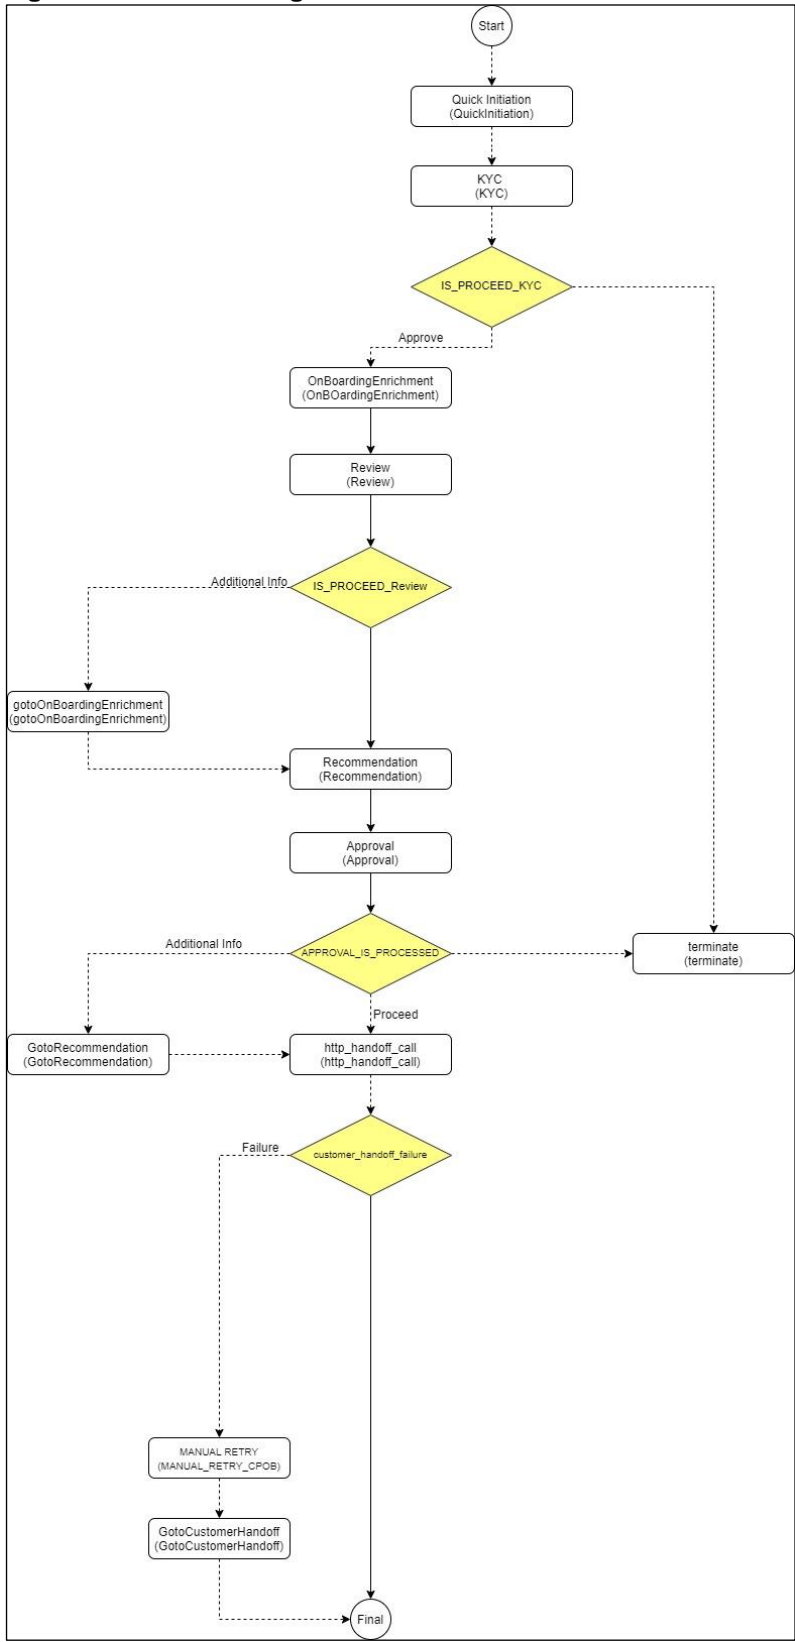 Start
Quick Initiation
(QuickInitiation)
KYC
(KYC)
IS_PROCEED_KYC
Approve
OnBoardingEnrichment
(OnBOardingEnrichment)
Review
(Review)
Additional Info
IS_PROCEED_Review
gotoOnBoardingEnrichment
(gotoOnBoardingEnrichment)
Recommendation
(Recommendation)
Approval
(Approval)
Additional Info
APPROVAL_IS_PROCESSED
terminate
(terminate)
Proceed
GotoRecommendation
(GotoRecommendation)
http_handoff_call
(http_handoff_call)
Failure
customer_handoff_failure
MANUAL RETRY
(MANUAL_RETRY_CPOB)
GotoCustomerHandoff
(GotoCustomerHandoff)
Final